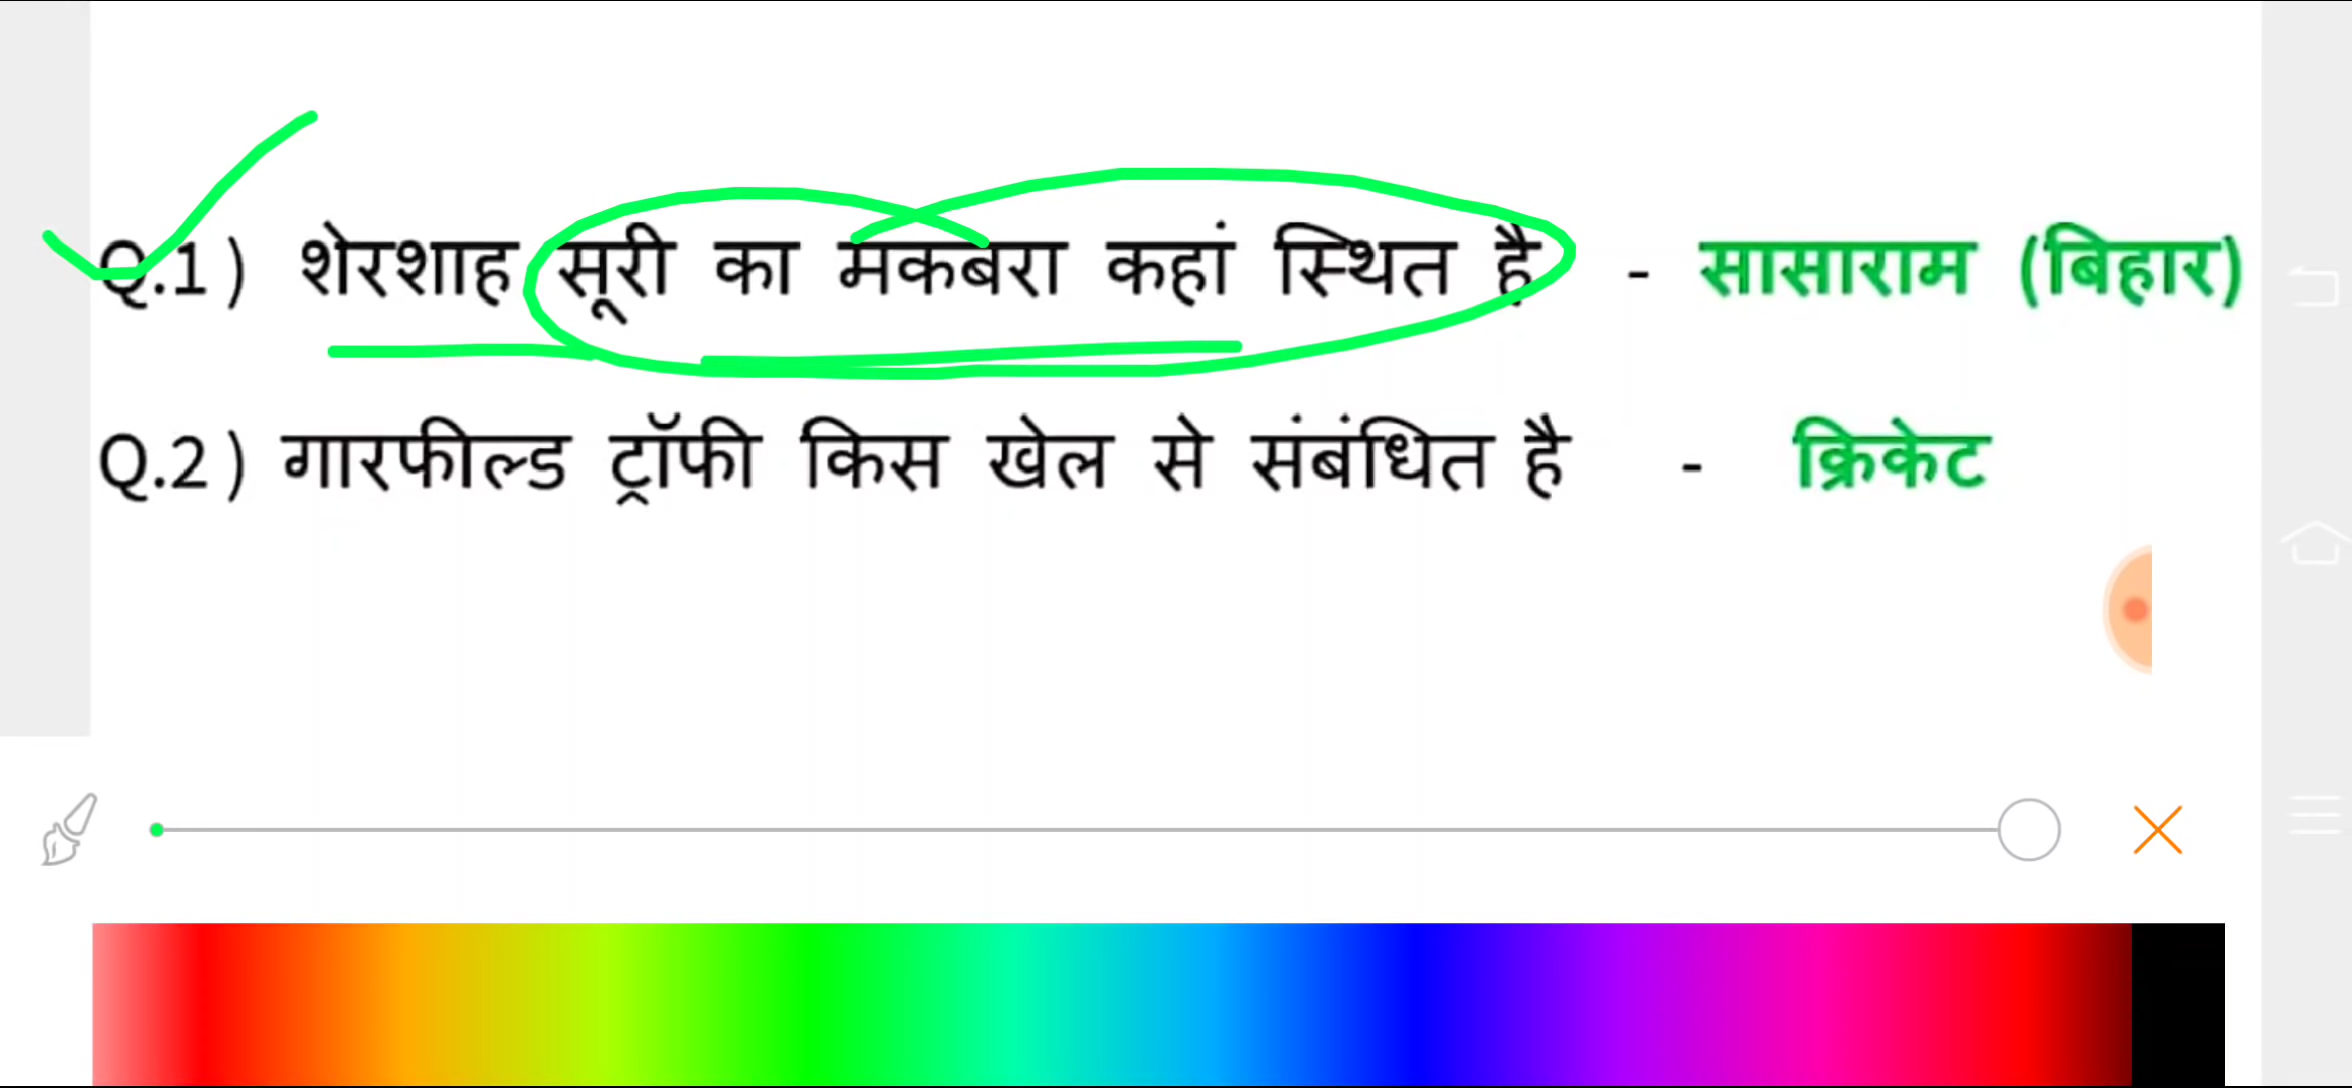 Q.1) शेरशाह सूरी का मकबरा कहां स्थित है - सासाराम (बिहार)
Q.2) गारफील्ड ट्रॉफी किस खेल से संबंधित है - क्रिकेट